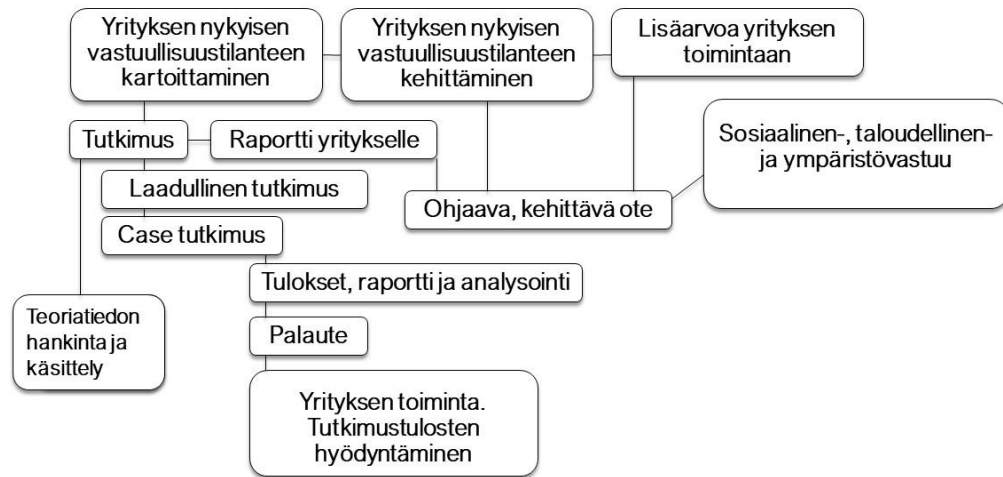 Yrityksen nykyisen
vastuullisuustilanteen
kartoittaminen
Yrityksen nykyisen
vastuullisuustilanteen
kehittäminen
Lisäarvoa yrityksen
toimintaan
Tutkimus
Raportti yritykselle
Sosiaalinen-, taloudellinen-
ja ympäristövastuu
Laadullinen tutkimus
Ohjaava, kehittävä ote
Case tutkimus
Tulokset, raportti ja analysointi
Teoriatiedon
hankinta ja
käsittely
Palaute
Yrityksen toiminta.
Tutkimustulosten
hyödyntäminen